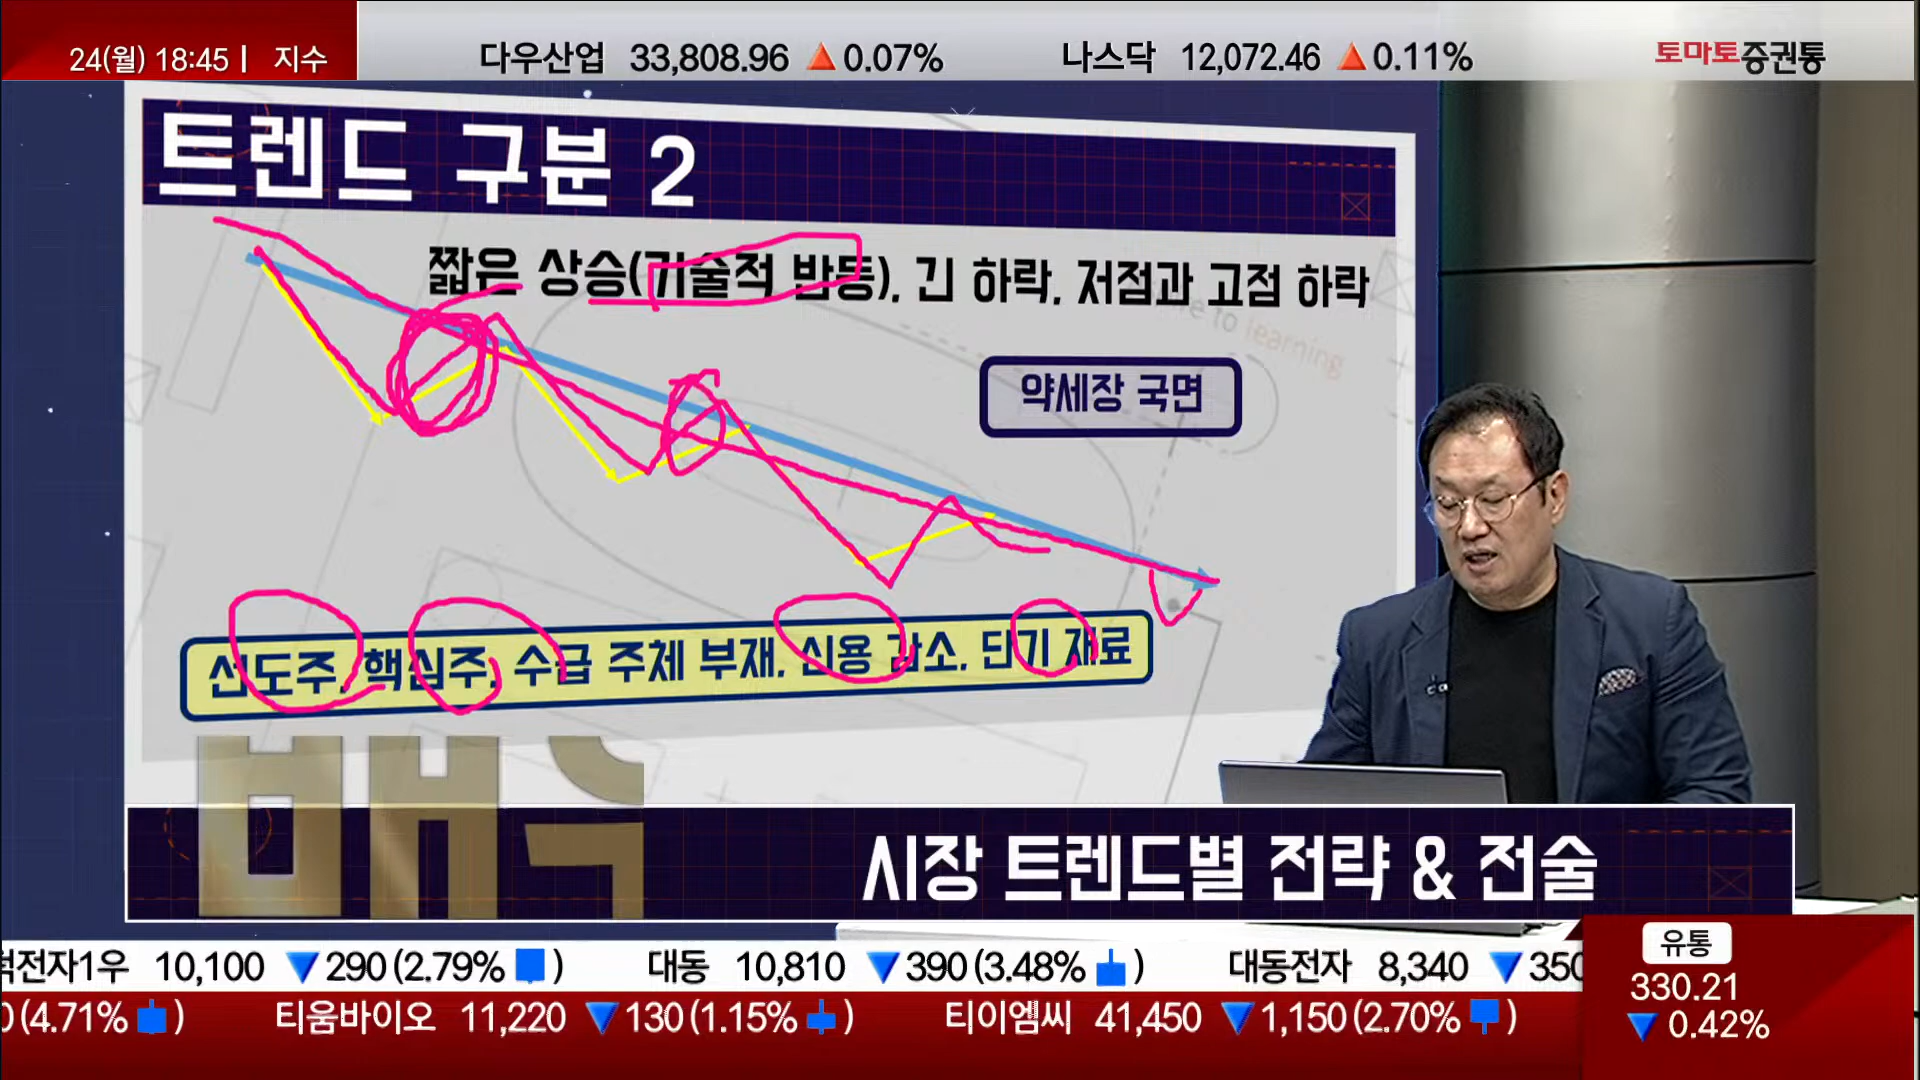 24(월) 18:45 | 지수
다우산업 33,808.96 ▲ 0.07% 나스닥 12,072.46 ▲ 0.11%
토마토증권통
트렌드 구분 2
짧은 상승(기술적 반등), 긴 하락, 저점과 고점 하락
to learning
약세장 국면
선도주, 핵심주, 수급 주체 부재, 신용 감소, 단기 재료
시장 트렌드별 전략 & 전술
전자1우 10,100 ▼290(2.79%) 대동 10,810 ▼390(3.48%) 대동전자 8,340 ▼350
0(4.71%) 티움바이오 11,220 ▼130(1.15%) 티이엠씨 41,450 ▼1,150(2.70%)
유통
330.21
▼ 0.42%